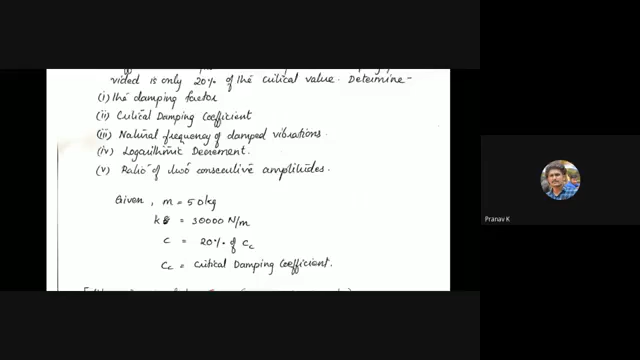 vided is only 20% of the critical value. Determine-
(i) the damping factor
(ii) Critical Damping Coefficient
(iii) Natural frequency of damped vibrations.
(iv) Logarithmic Decrement.
(v) Ratio of two consecutive amplitudes.
Given, m = 50kg
k = 30000 N/m
C = 20% of Cc
Cc = Critical Damping Coefficient.
Pranav K